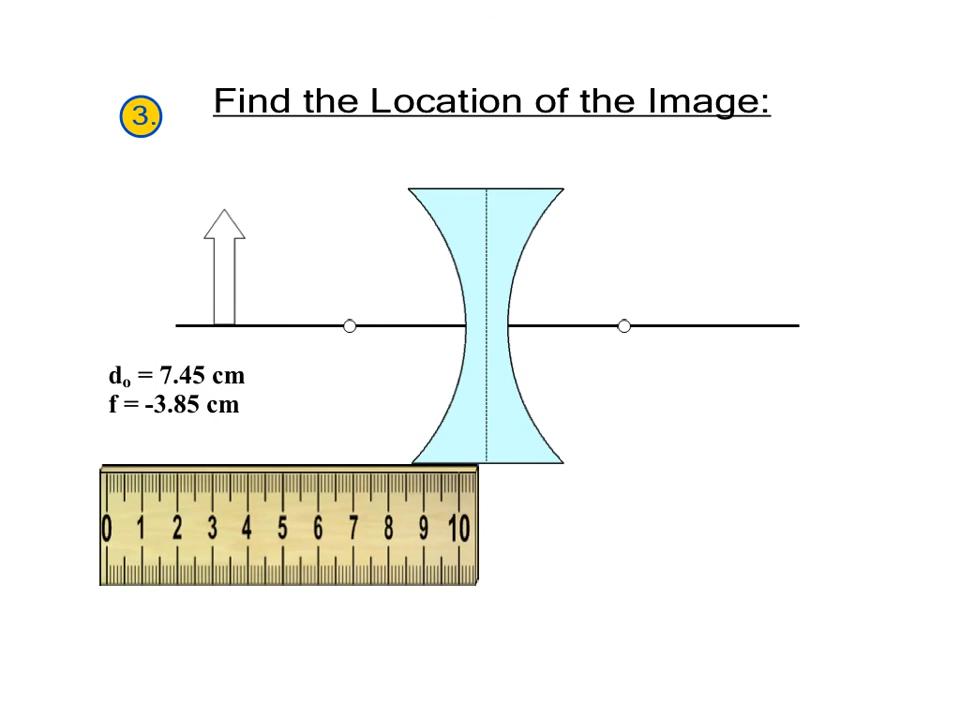 3.
Find the Location of the Image:
dₒ = 7.45 cm
f = -3.85 cm
0 1 2 3 4 5 6 7 8 9 10